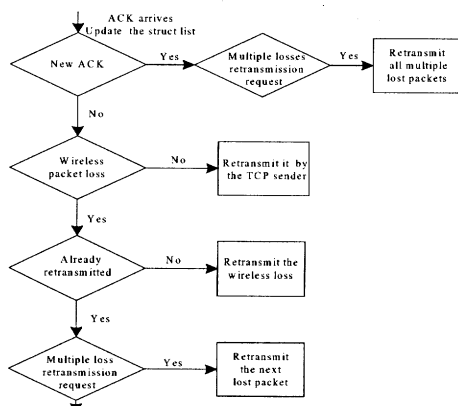 ACK arrives
Update the struct list
New ACK
Yes
Multiple losses
retransmission
request
Yes
Retransmit
all multiple
lost packets
No
Wireless
packet loss
No
Retransmit it by
the TCP sender
Yes
Already
retransmitted
No
Retransmit the
wireless loss
Yes
Multiple loss
retransmission
request
Yes
Retransmit
the next
lost packet